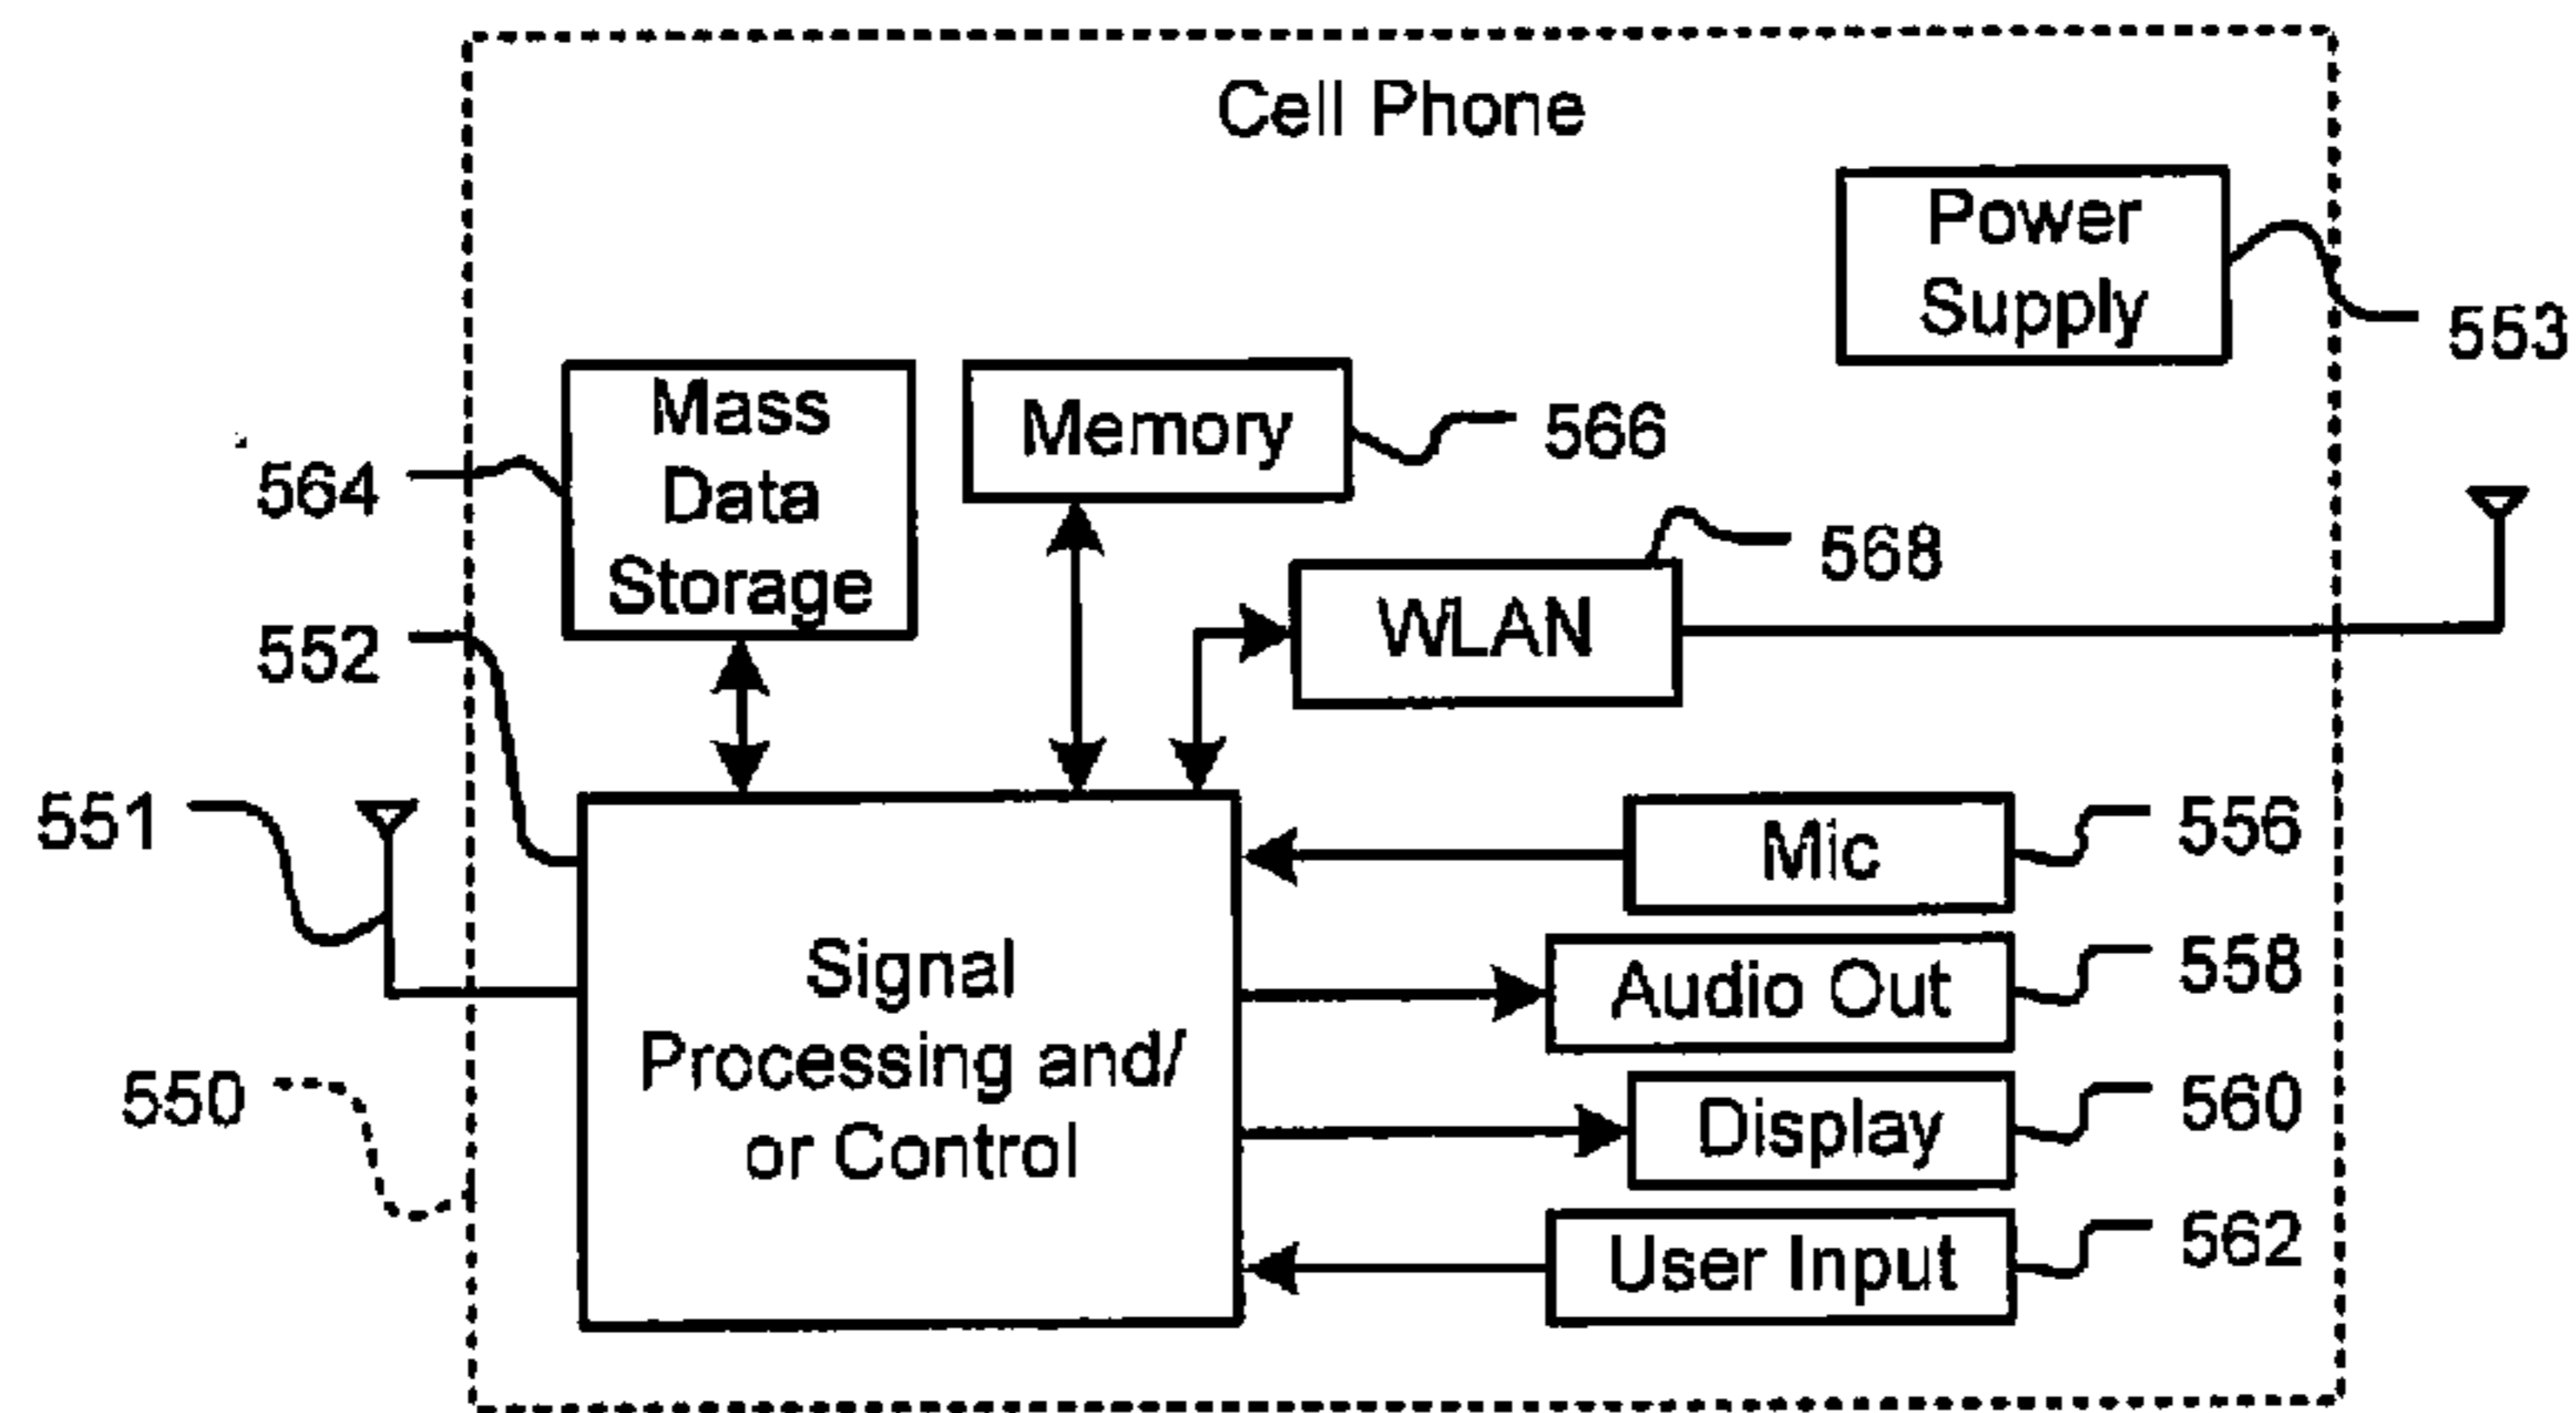 Cell Phone
Power
Supply
553
Mass
Data
Storage
564
Memory
566
568
WLAN
552
551
Mic
556
Signal
Processing and/
or Control
Audio Out
558
550
Display
560
User Input
562